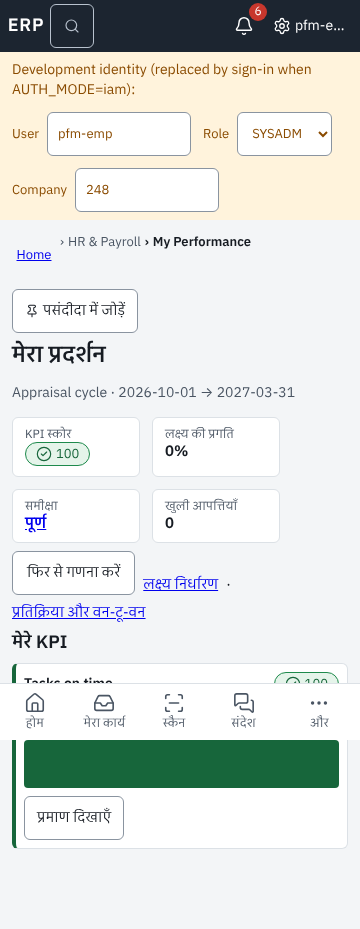 ERP
6
pfm-e...
Development identity (replaced by sign-in when
AUTH_MODE=iam):
User pfm-emp Role SYSADM
Company 248
› HR & Payroll › My Performance
Home
पसंदीदा में जोड़ें
मेरा प्रदर्शन
Appraisal cycle · 2026-10-01 → 2027-03-31
KPI स्कोर
100
लक्ष्य की प्रगति
0%
समीक्षा
पूर्ण
खुली आपत्तियाँ
0
फिर से गणना करें
लक्ष्य निर्धारण ·
प्रतिक्रिया और वन-टू-वन
मेरे KPI
Tasks on time 100
होम
मेरा कार्य
स्कैन
संदेश
और
प्रमाण दिखाएँ